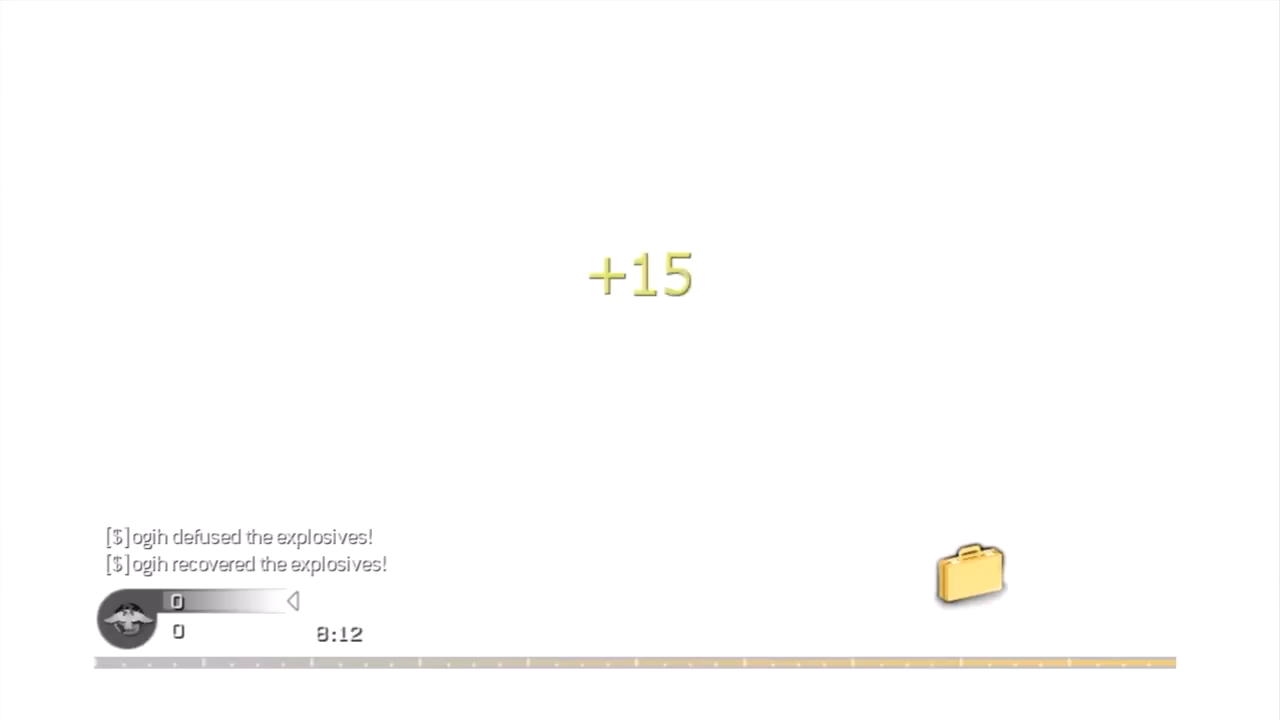 +15
[$]ogih defused the explosives!
[$]ogih recovered the explosives!
0
0 8:12